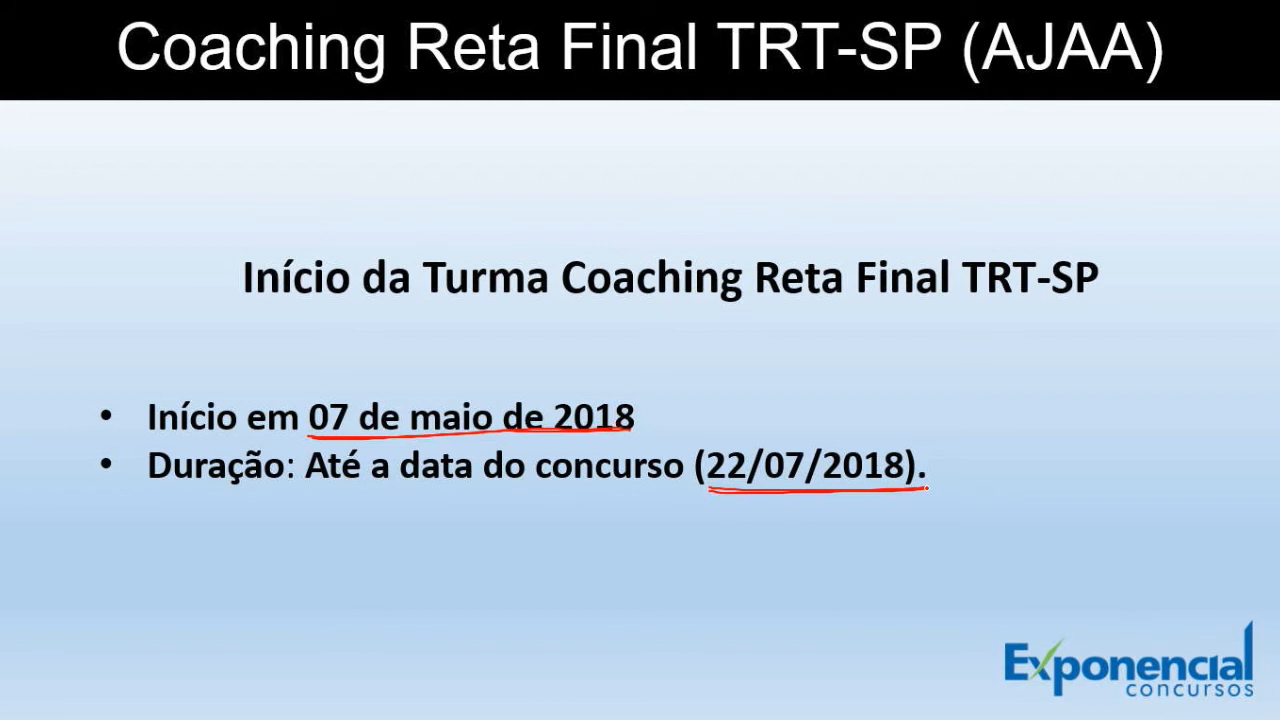 Coaching Reta Final TRT-SP (AJAA)
Início da Turma Coaching Reta Final TRT-SP
• Início em 07 de maio de 2018
• Duração: Até a data do concurso (22/07/2018).
Exponencial
concursos